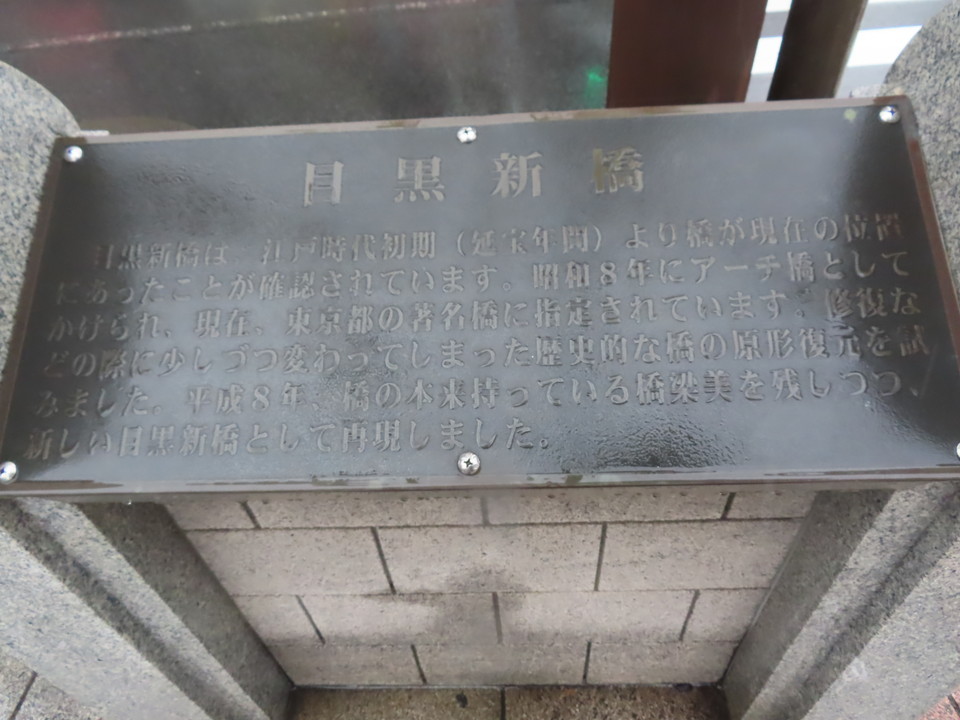 目黒新橋
目黒新橋は、江戸時代初期（延宝年間）より橋が現在の位置
にあったことが確認されています。昭和8年にアーチ橋として
かけられ、現在、東京都の著名橋に指定されています。修復な
どの際に少しづつ変わってしまった歴史的な橋の原形復元を試
みました。平成8年、橋の本来持っている橋梁美を残しつつ、
新しい目黒新橋として再現しました。